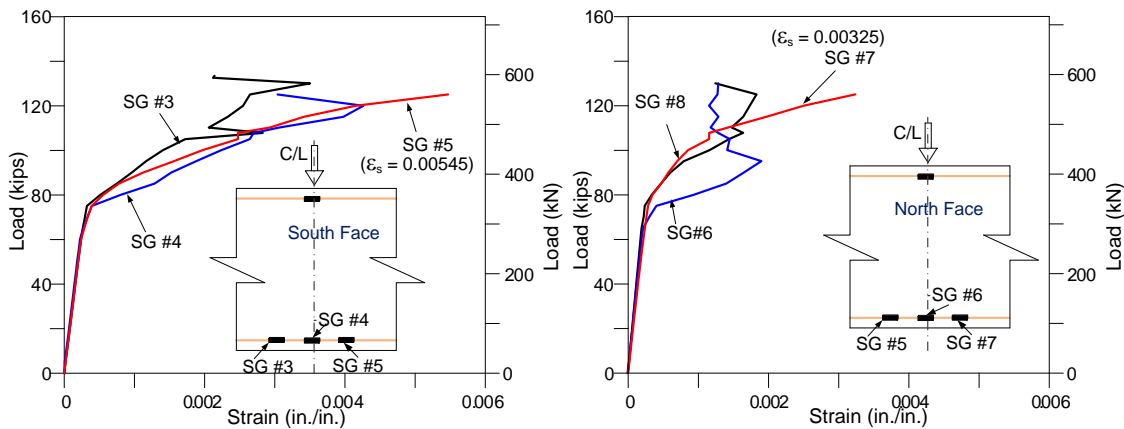 160
120
80
40
0
Load (kips)
0
0.002
0.004
0.006
Strain (in./in.)
600
400
200
0
Load (kN)
SG #3
SG #5
(εs = 0.00545)
SG #4
C/L
South Face
SG #4
SG #3
SG #5
160
120
80
40
0
Load (kips)
0
0.002
0.004
0.006
Strain (in./in.)
600
400
200
0
Load (kN)
(εs = 0.00325)
SG #7
SG #8
SG#6
C/L
North Face
SG #6
SG #5
SG #7